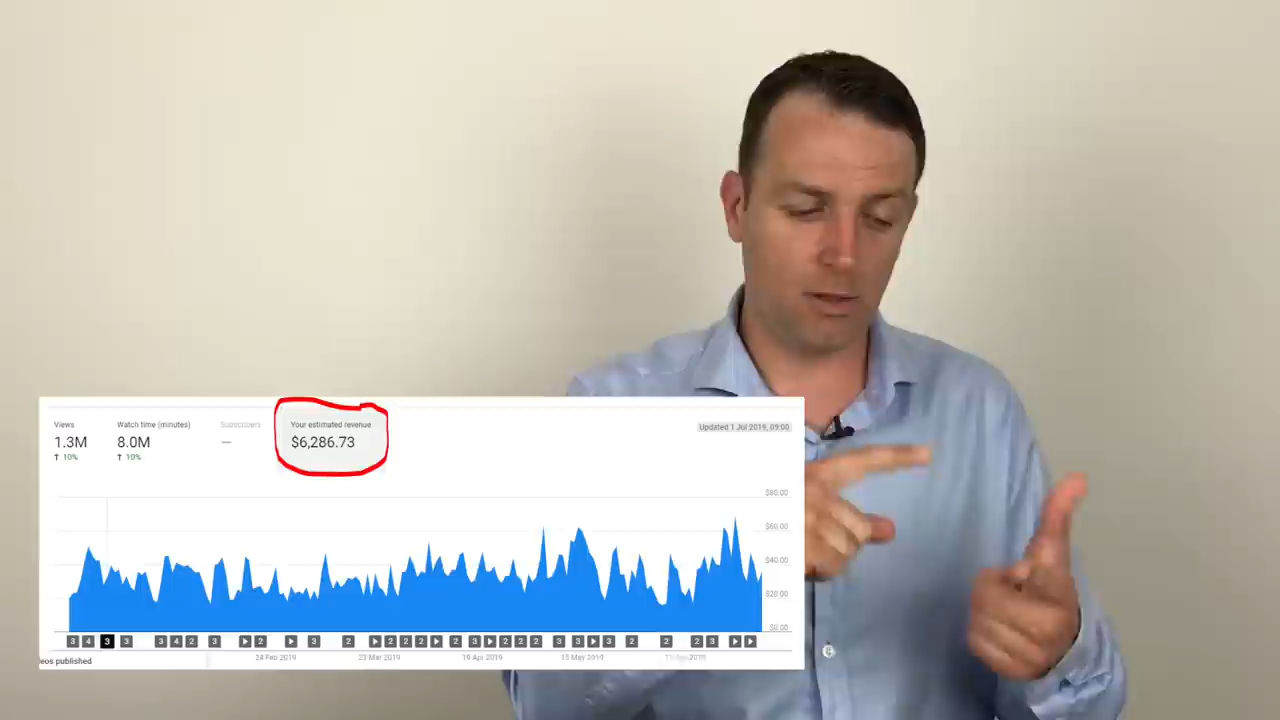 Views
Watch time (minutes)
Subscribers
Your estimated revenue
Updated 1 Jul 2019, 09:00
1.3M
8.0M
—
$6,286.73
↑ 10%
↑ 10%
$80.00
$60.00
$40.00
$20.00
$0.00
3 4 3 3 3 4 2 3 2 3 2 2 2 2 2 3 2 2 2 3 3 3 2 2 2 3
eos published
24 Feb 2019
23 Mar 2019
19 Apr 2019
15 May 2019